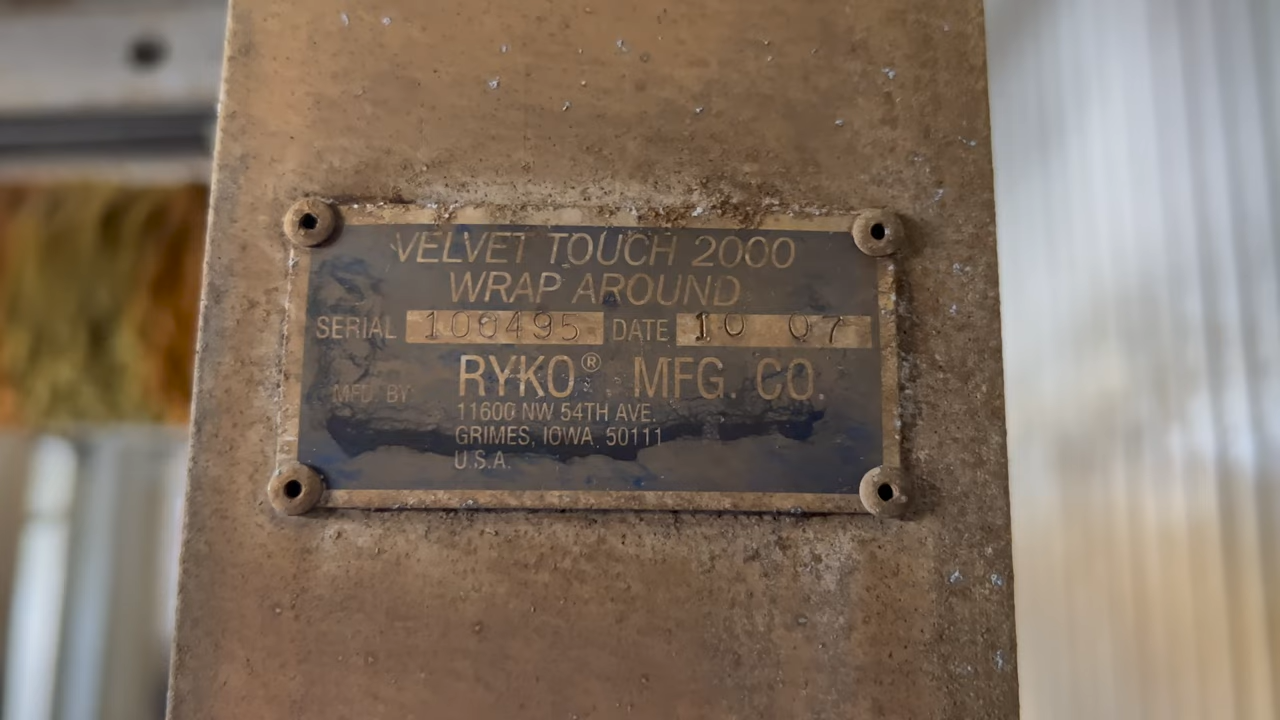 VELVET TOUCH 2000
WRAP AROUND
SERIAL 100495 DATE 10 07
MFD BY RYKO® MFG. CO.
11600 NW 54TH AVE.
GRIMES, IOWA 50111
U.S.A.